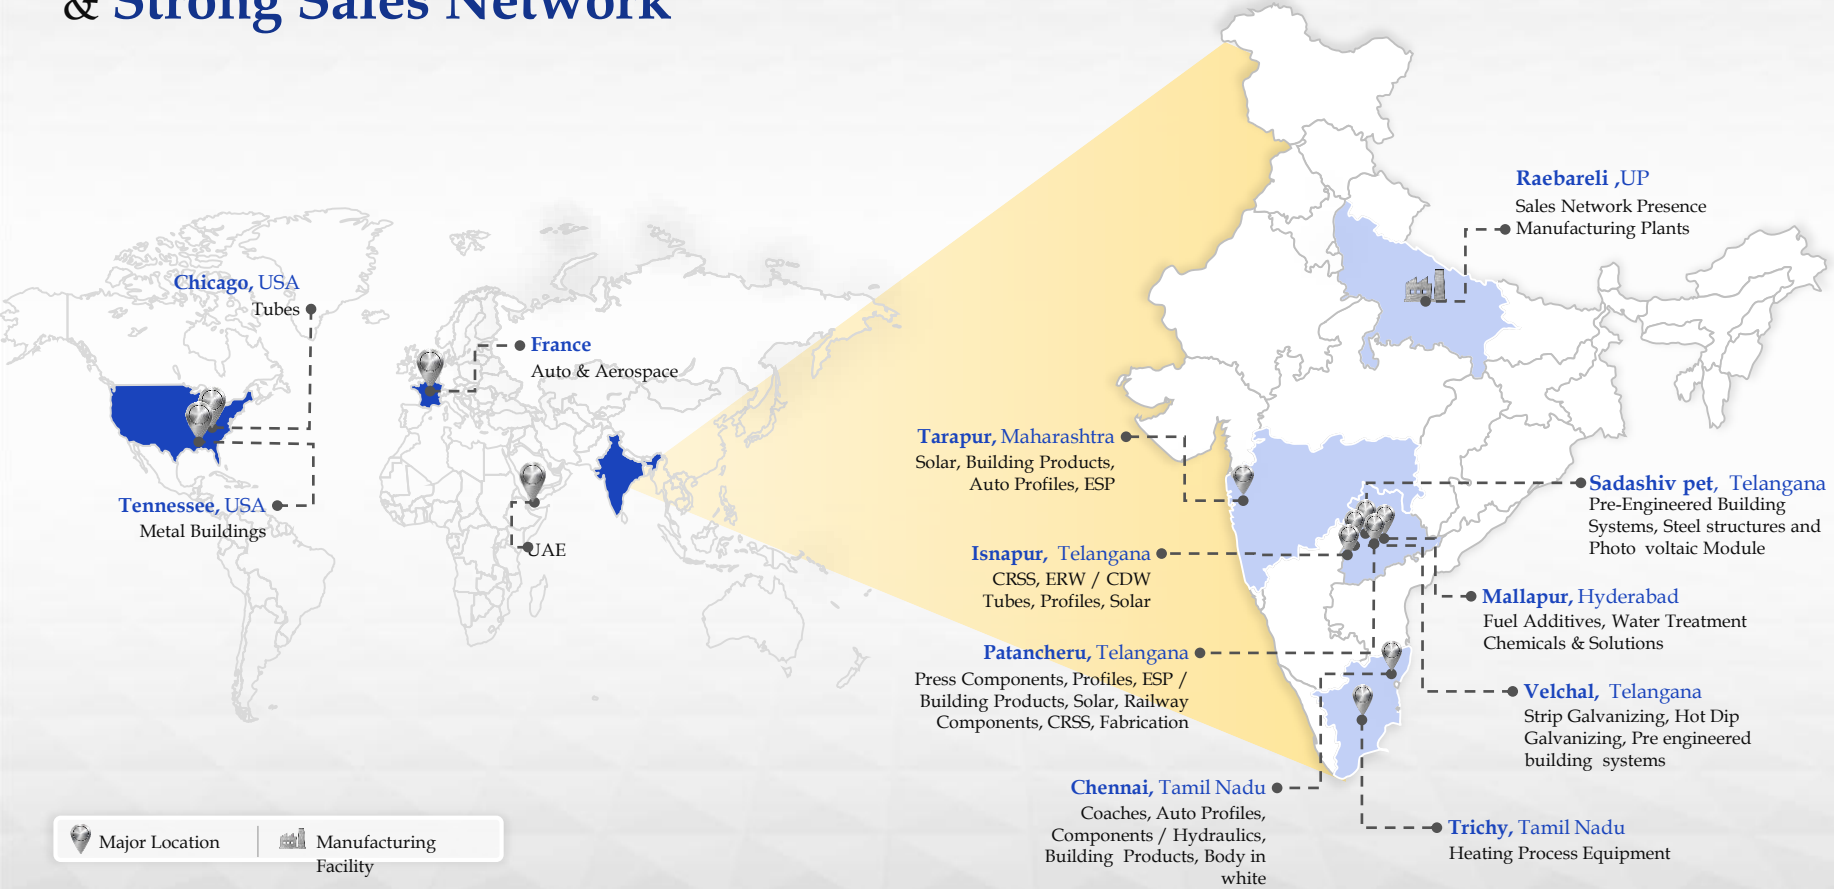 & Strong Sales Network
Chicago, USA
Tubes
France
Auto & Aerospace
Tennessee, USA
Metal Buildings
UAE
Raebareli ,UP
Sales Network Presence
Manufacturing Plants
Tarapur, Maharashtra
Solar, Building Products,
Auto Profiles, ESP
Isnapur, Telangana
CRSS, ERW / CDW
Tubes, Profiles, Solar
Patancheru, Telangana
Press Components, Profiles, ESP /
Building Products, Solar, Railway
Components, CRSS, Fabrication
Chennai, Tamil Nadu
Coaches, Auto Profiles,
Components / Hydraulics,
Building Products, Body in
white
Sadashiv pet, Telangana
Pre-Engineered Building
Systems, Steel structures and
Photo voltaic Module
Mallapur, Hyderabad
Fuel Additives, Water Treatment
Chemicals & Solutions
Velchal, Telangana
Strip Galvanizing, Hot Dip
Galvanizing, Pre engineered
building systems
Trichy, Tamil Nadu
Heating Process Equipment
Major Location
Manufacturing
Facility